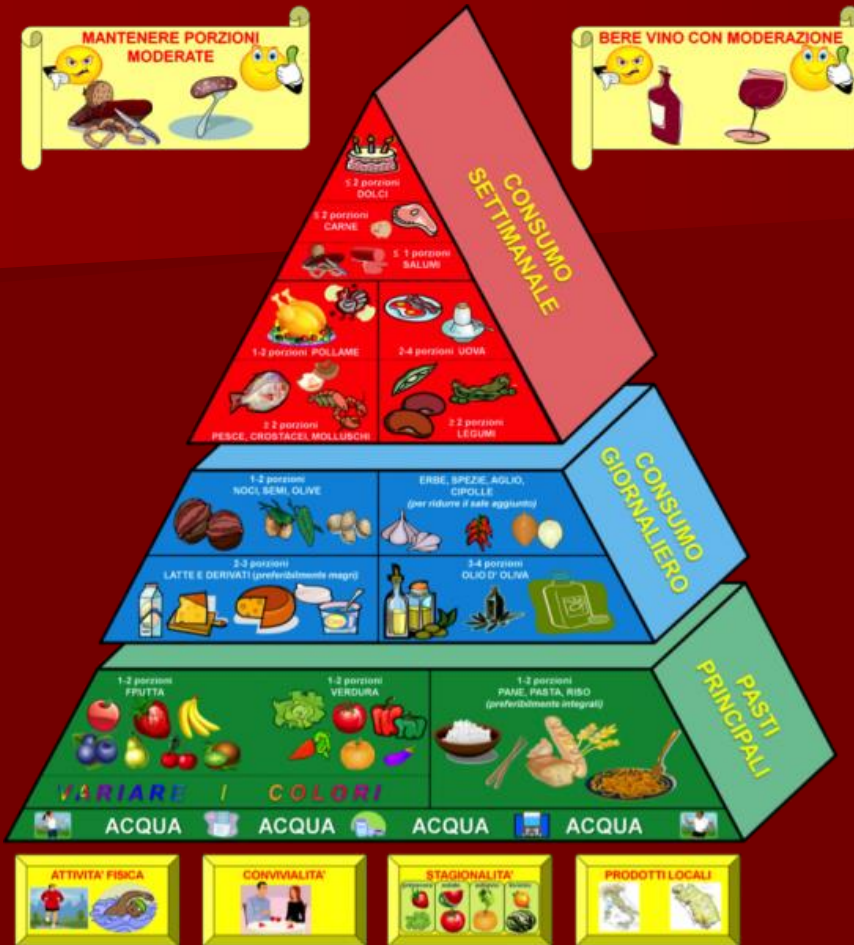 MANTENERE PORZIONI
MODERATE
BERE VINO CON MODERAZIONE
≤ 2 porzioni
DOLCI
≤ 2 porzioni
CARNE
≤ 1 porzioni
SALUMI
CONSUMO
SETTIMANALE
1-2 porzioni POLLAME
2-4 porzioni UOVA
≥ 2 porzioni
PESCE, CROSTACEI, MOLLUSCHI
≥ 2 porzioni
LEGUMI
1-2 porzioni
NOCI, SEMI, OLIVE
ERBE, SPEZIE, AGLIO,
CIPOLLE
(per ridurre il sale aggiunto)
CONSUMO
GIORNALIERO
2-3 porzioni
LATTE E DERIVATI (preferibilmente magri)
3-4 porzioni
OLIO D' OLIVA
1-2 porzioni
FRUTTA
1-2 porzioni
VERDURA
1-2 porzioni
PANE, PASTA, RISO
(preferibilmente integrali)
PASTI
PRINCIPALI
VARIARE I COLORI
ACQUA ACQUA ACQUA ACQUA
ATTIVITA' FISICA
CONVIVIALITA'
STAGIONALITA'
PRODOTTI LOCALI